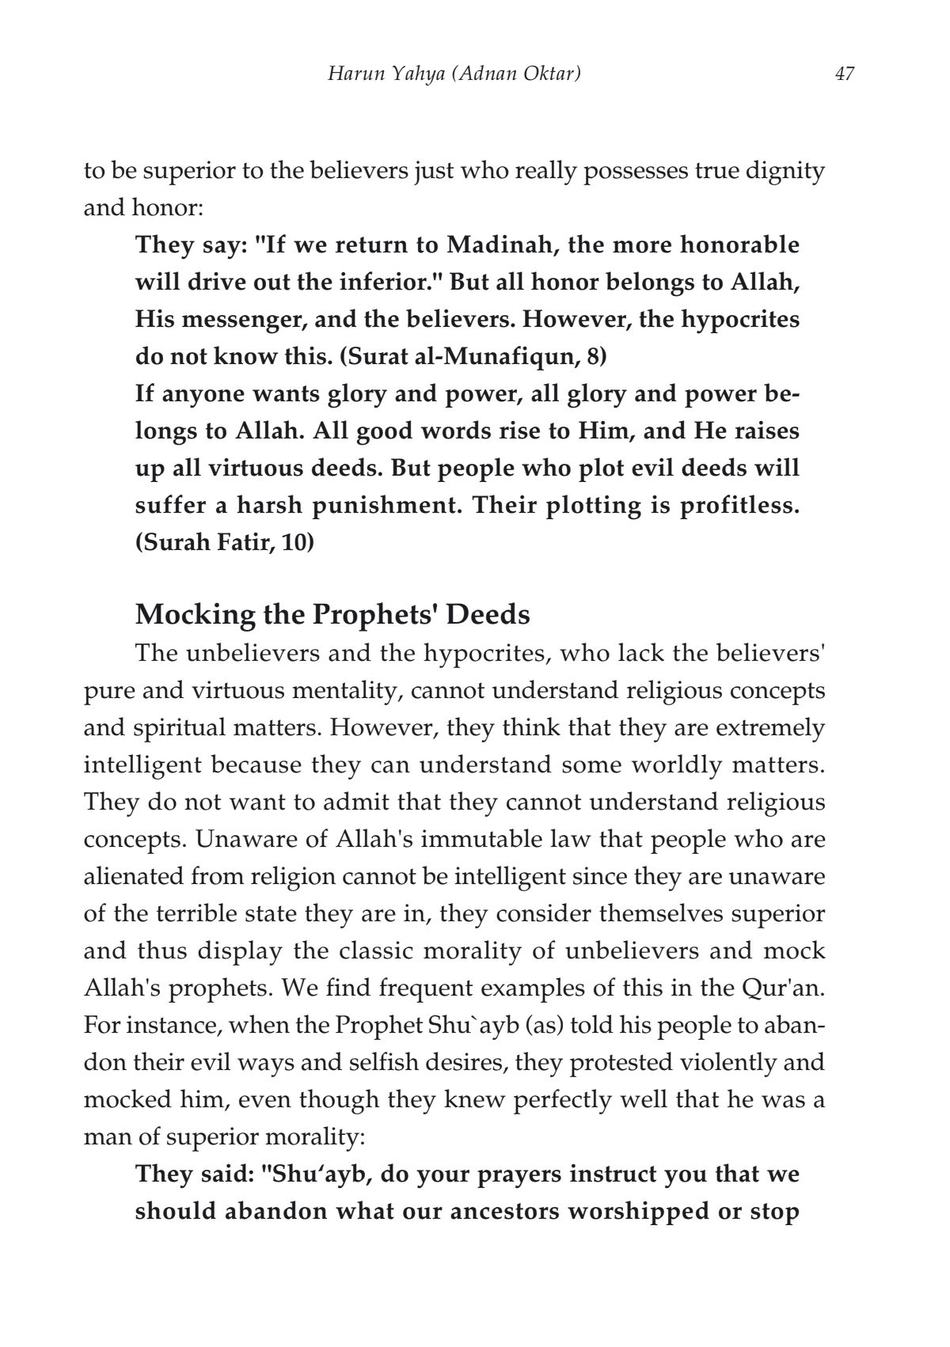 Harun Yahya (Adnan Oktar) 47
to be superior to the believers just who really possesses true dignity
and honor:
They say: "If we return to Madinah, the more honorable
will drive out the inferior." But all honor belongs to Allah,
His messenger, and the believers. However, the hypocrites
do not know this. (Surat al-Munafiqun, 8)
If anyone wants glory and power, all glory and power be-
longs to Allah. All good words rise to Him, and He raises
up all virtuous deeds. But people who plot evil deeds will
suffer a harsh punishment. Their plotting is profitless.
(Surah Fatir, 10)
Mocking the Prophets' Deeds
The unbelievers and the hypocrites, who lack the believers'
pure and virtuous mentality, cannot understand religious concepts
and spiritual matters. However, they think that they are extremely
intelligent because they can understand some worldly matters.
They do not want to admit that they cannot understand religious
concepts. Unaware of Allah's immutable law that people who are
alienated from religion cannot be intelligent since they are unaware
of the terrible state they are in, they consider themselves superior
and thus display the classic morality of unbelievers and mock
Allah's prophets. We find frequent examples of this in the Qur'an.
For instance, when the Prophet Shu`ayb (as) told his people to aban-
don their evil ways and selfish desires, they protested violently and
mocked him, even though they knew perfectly well that he was a
man of superior morality:
They said: "Shu‘ayb, do your prayers instruct you that we
should abandon what our ancestors worshipped or stop